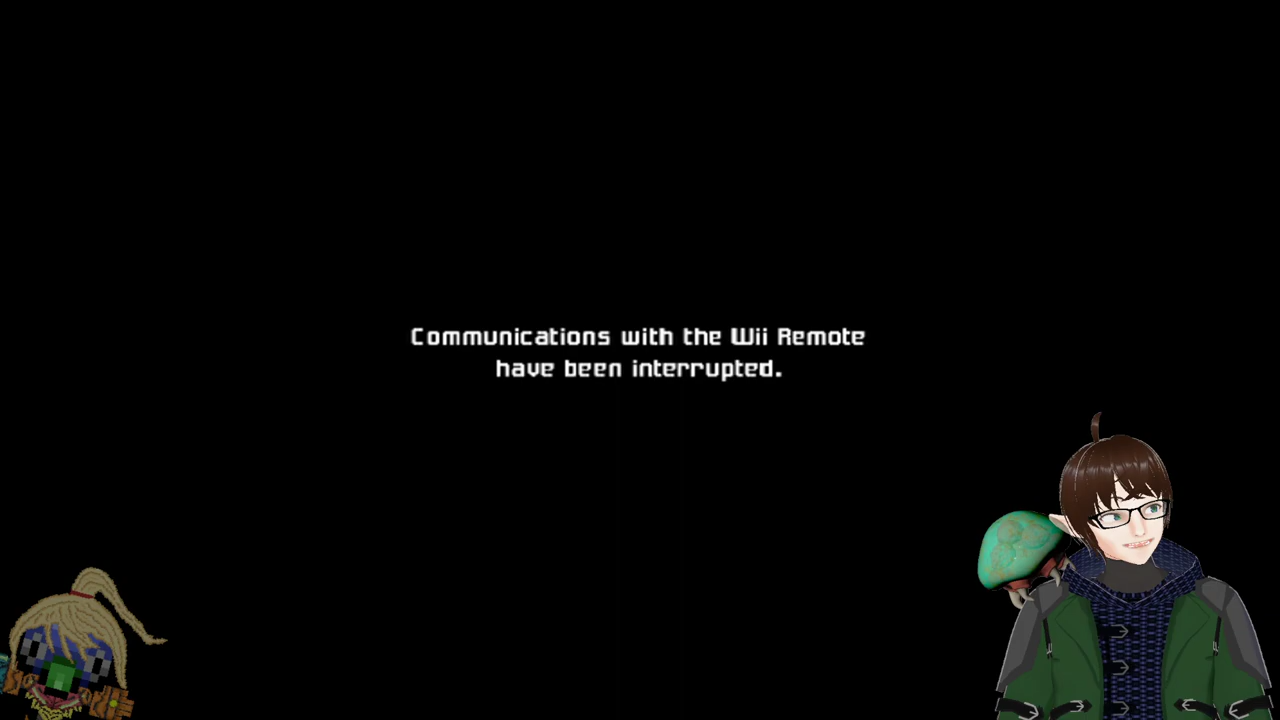 Communications with the Wii Remote
have been interrupted.